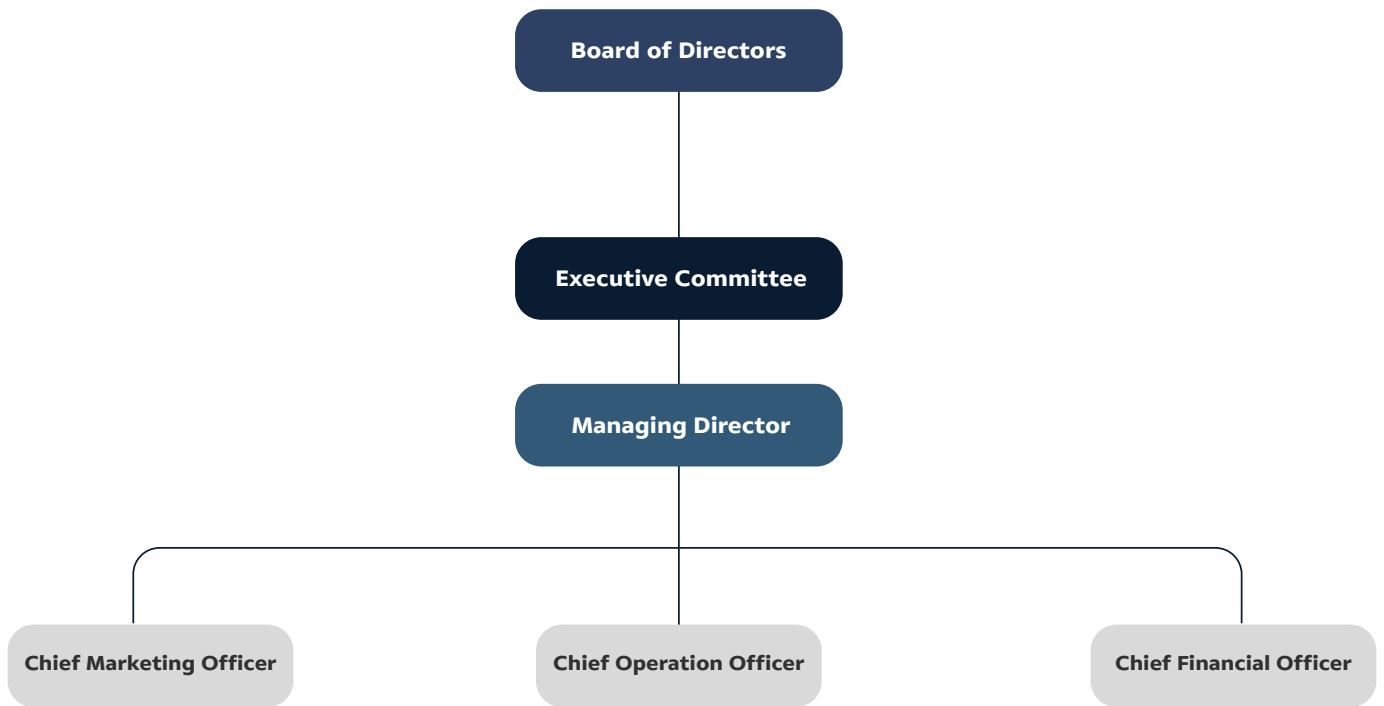 Board of Directors
Executive Committee
Managing Director
Chief Marketing Officer
Chief Operation Officer
Chief Financial Officer